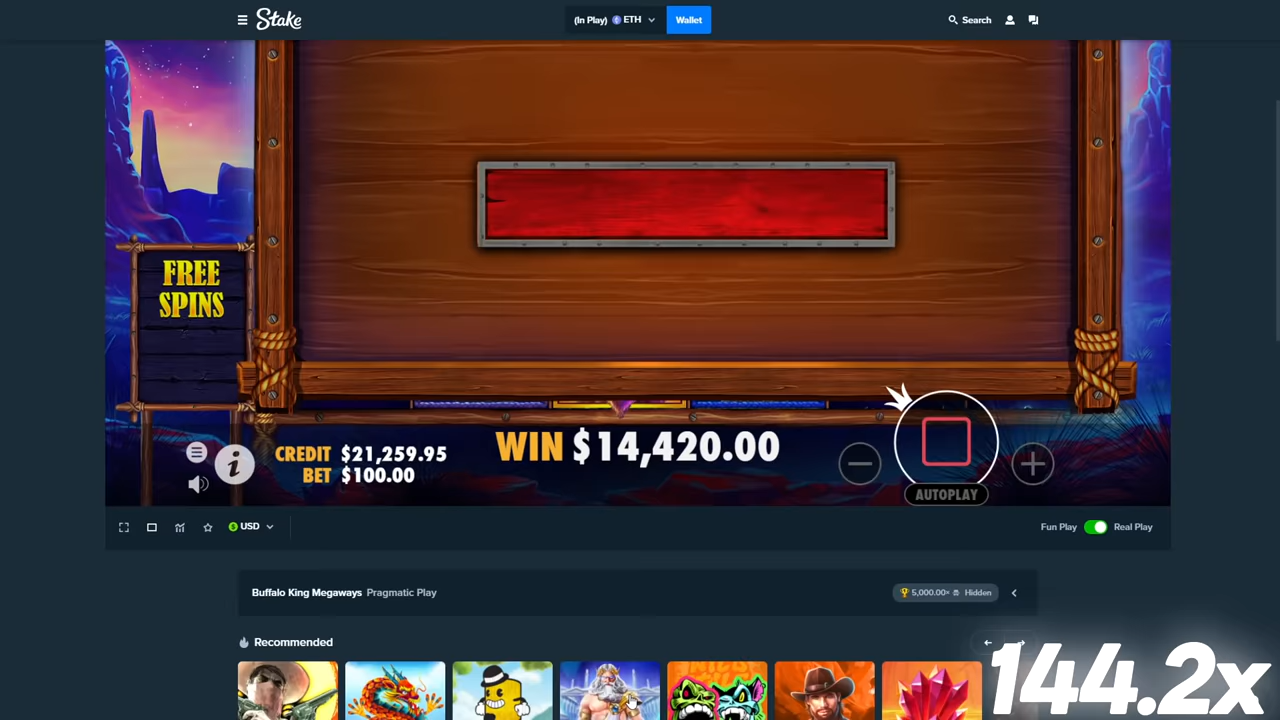 Stake
(In Play) ETH
Wallet
Search
FREE
SPINS
CREDIT $21,259.95
BET $100.00
WIN $14,420.00
AUTOPLAY
USD
Fun Play
Real Play
Buffalo King Megaways Pragmatic Play
5,000.00× Hidden
Recommended
144.2x